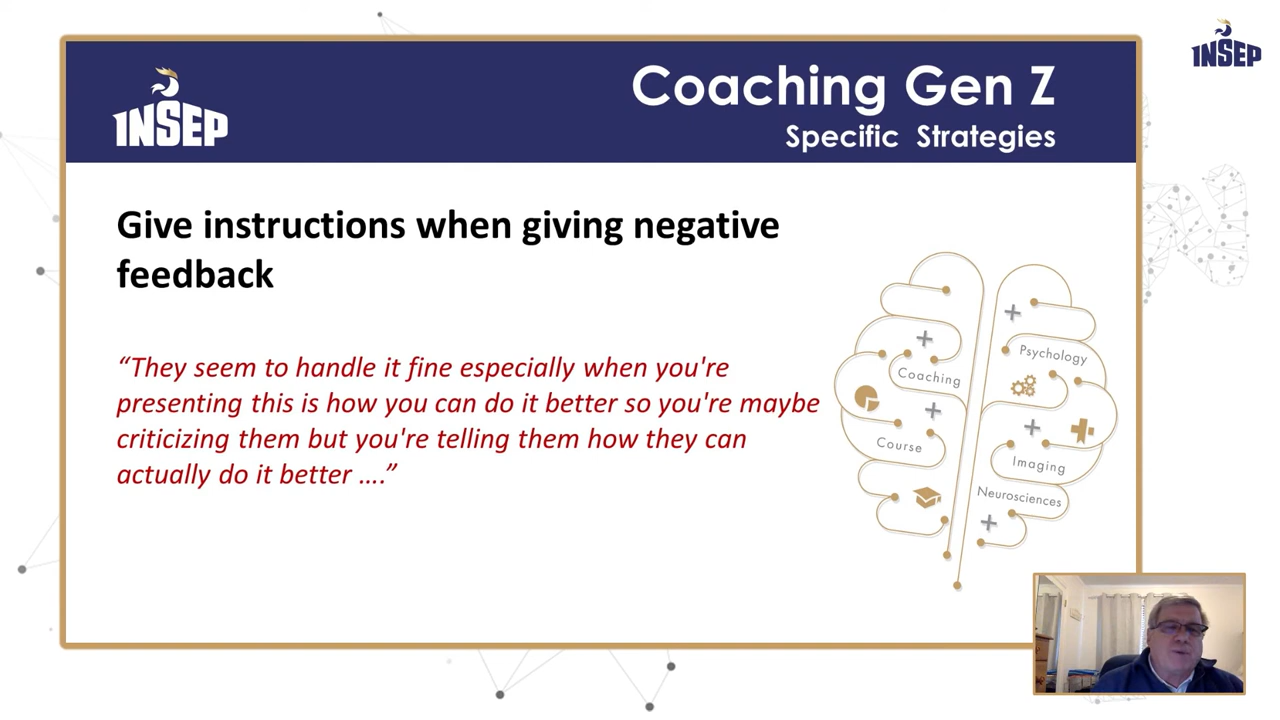 INSEP
INSEP
Coaching Gen Z
Specific Strategies
Give instructions when giving negative
feedback
“They seem to handle it fine especially when you're
presenting this is how you can do it better so you're maybe
criticizing them but you're telling them how they can
actually do it better ....”
Psychology
Coaching
Course
Imaging
Neurosciences